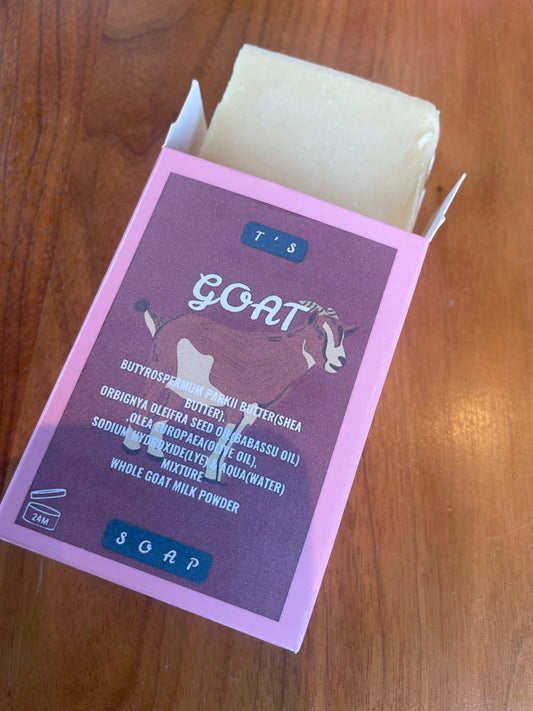 T'S
GOAT
BUTYROSPERMUM PARKII BUTTER(SHEA
BUTTER),
ORBIGNYA OLEIFRA SEED OIL(BABASSU OIL)
,OLEA EUROPAEA(OLIVE OIL),
SODIUM HYDROXIDE(LYE) & AQUA(WATER)
MIXTURE
WHOLE GOAT MILK POWDER
24M
SOAP